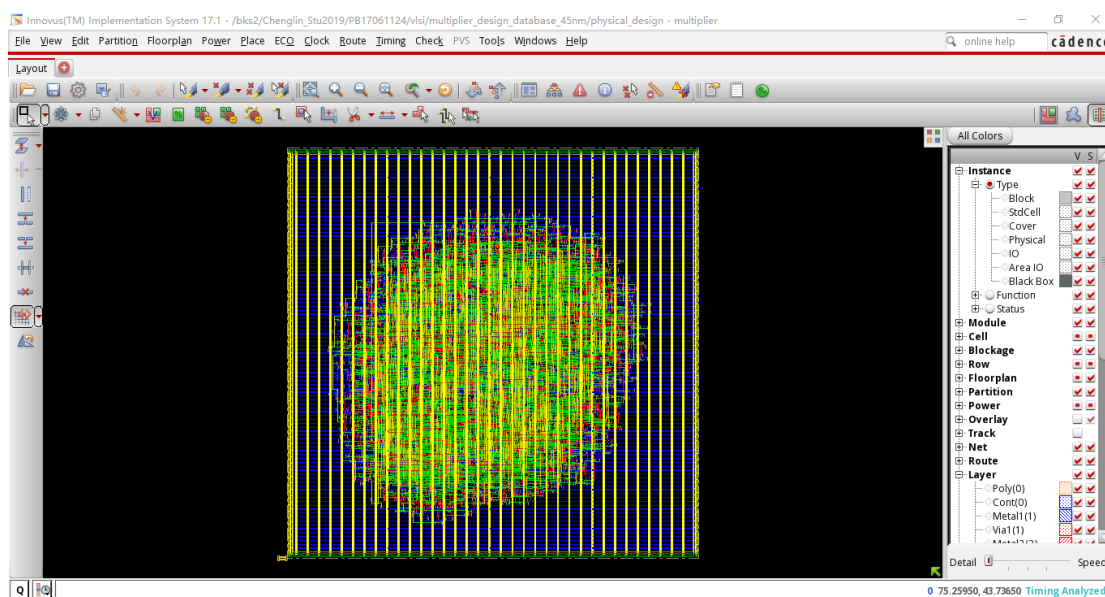 Innovus(TM) Implementation System 17.1 - /bks2/Chenglin_Stu2019/PB17061124/vlsi/multiplier_design_database_45nm/physical_design - multiplier
File View Edit Partition Floorplan Power Place ECO Clock Route Timing Check PVS Tools Windows Help
online help
cādence
Layout
All Colors
V S
Instance
Type
Block
StdCell
Cover
Physical
IO
Area IO
Black Box
Function
Status
Module
Cell
Blockage
Row
Floorplan
Partition
Power
Overlay
Track
Net
Route
Layer
Poly(0)
Cont(0)
Metal1(1)
Via1(1)
Detail
Speed
Q
0 75.25950, 43.73650 Timing Analyzed